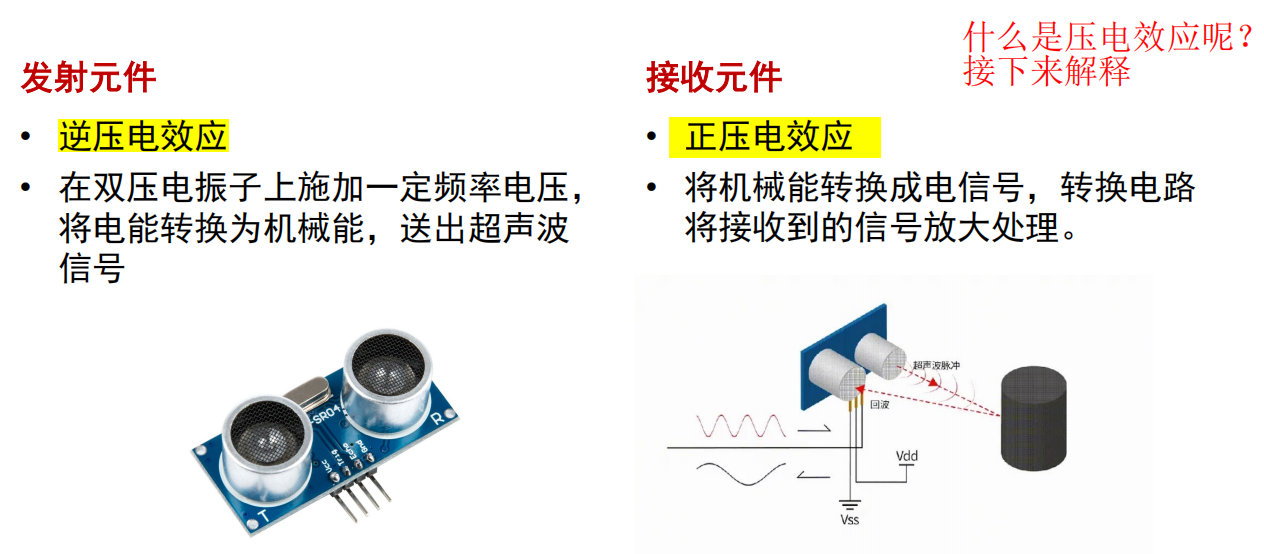 什么是压电效应呢？
接下来解释
发射元件
• 逆压电效应
• 在双压电振子上施加一定频率电压，
将电能转换为机械能，送出超声波
信号
接收元件
• 正压电效应
• 将机械能转换成电信号，转换电路
将接收到的信号放大处理。
-SR04
Vcc
Trig
Echo
Gnd
T
R
超声波脉冲
回波
Vdd
Vss